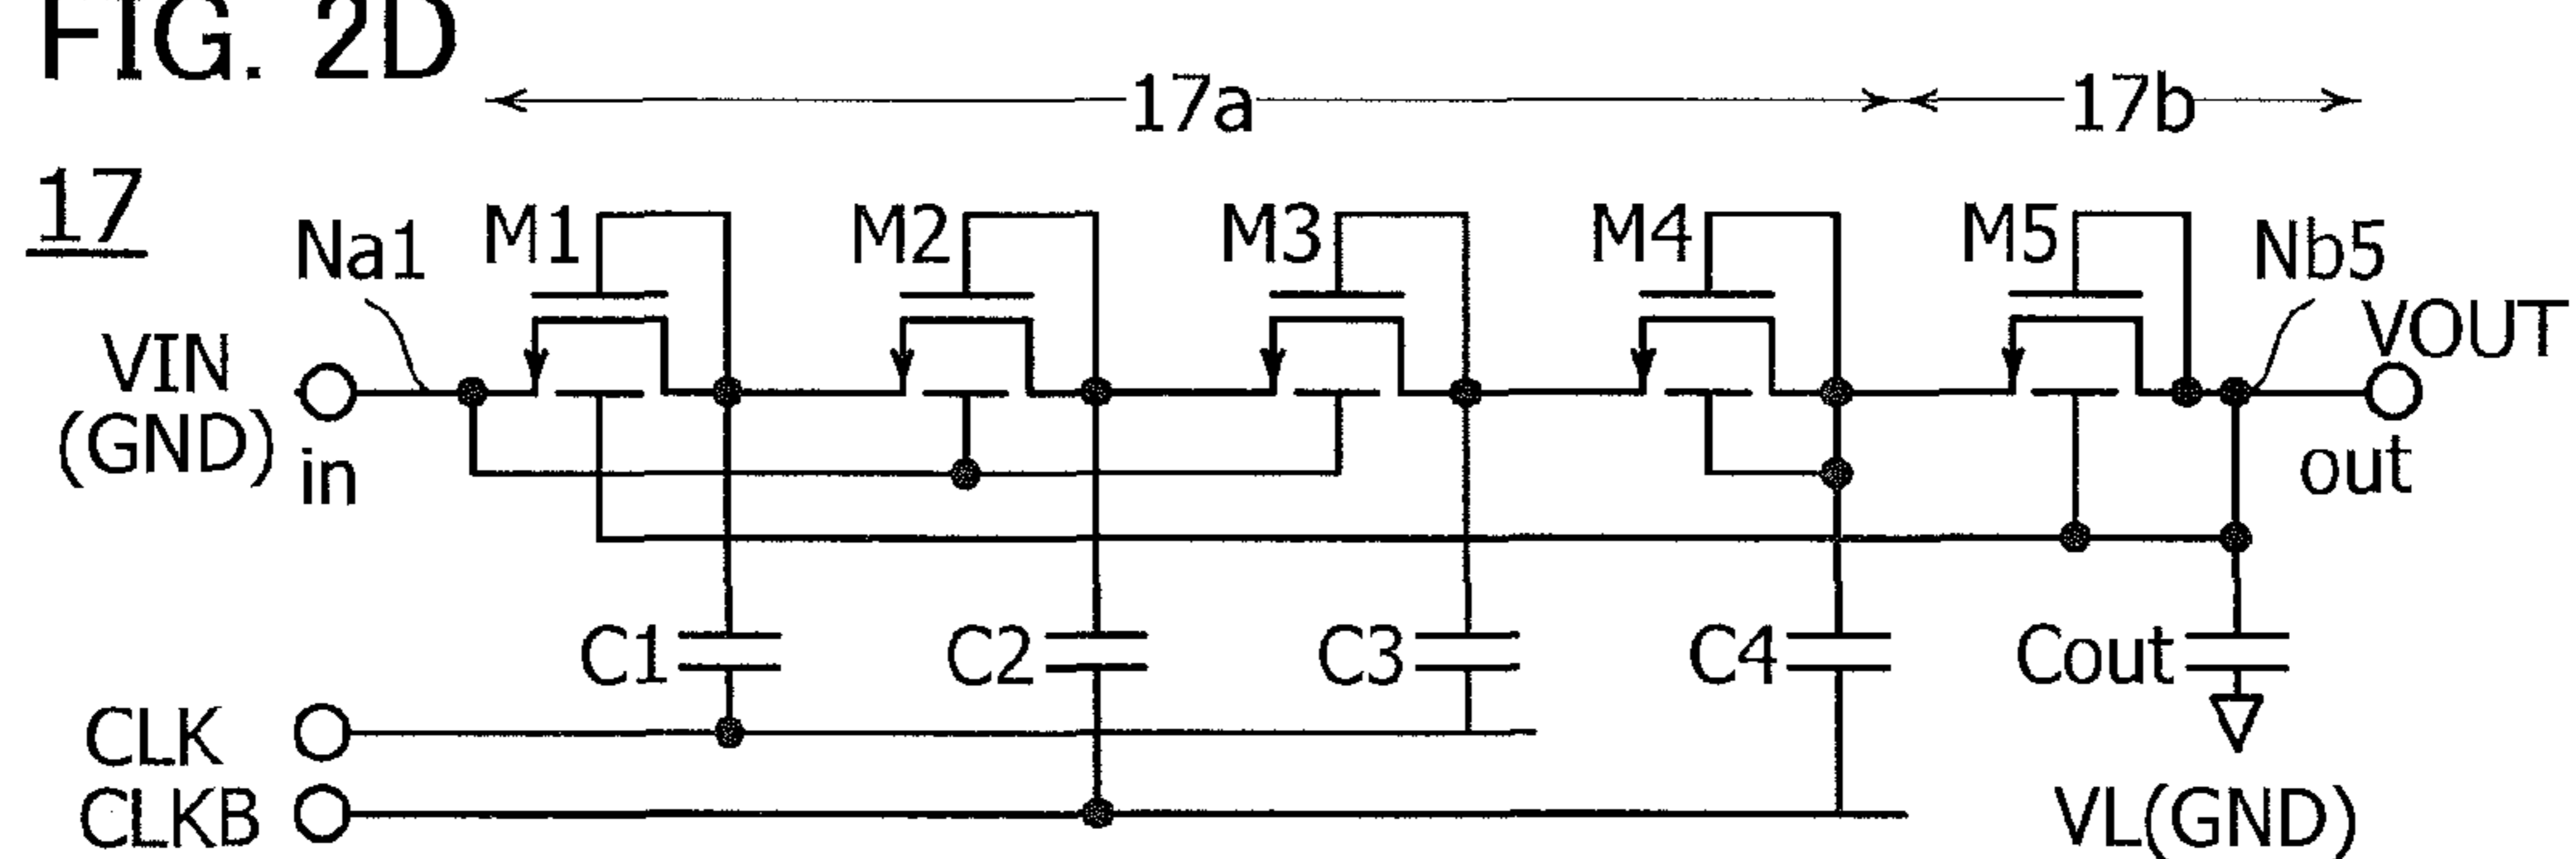 FIG. 2D
17a
17b
17
Na1
M1
M2
M3
M4
M5
Nb5
VIN
(GND)
in
VOUT
out
C1
C2
C3
C4
Cout
CLK
CLKB
VL(GND)